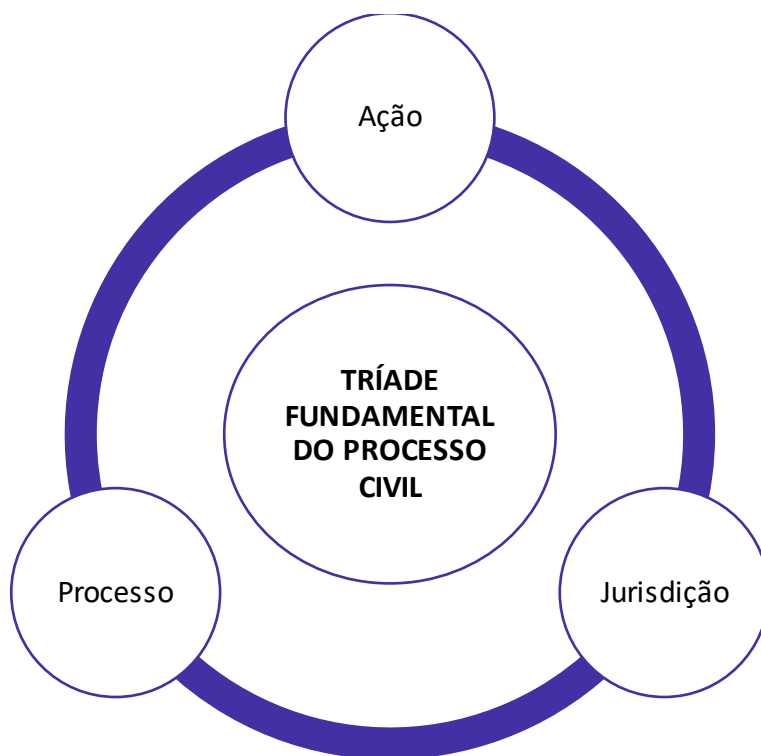 Ação
TRÍADE
FUNDAMENTAL
DO PROCESSO
CIVIL
Processo
Jurisdição